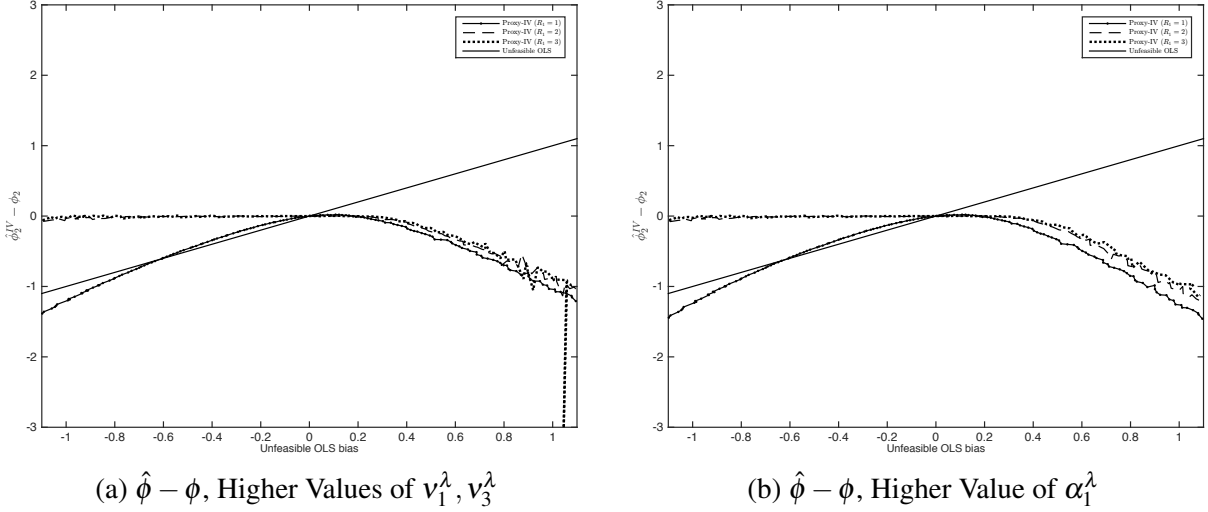 3
2
1
0
-1
-2
-3
-1 -0.8 -0.6 -0.4 -0.2 0 0.2 0.4 0.6 0.8 1
Unfeasible OLS bias
φ̂₂ᴵⱽ − φ₂
Proxy-IV (R₁ = 1)
Proxy-IV (R₁ = 2)
Proxy-IV (R₁ = 3)
Unfeasible OLS
(a) φ̂ − φ, Higher Values of ν₁^λ, ν₃^λ
3
2
1
0
-1
-2
-3
-1 -0.8 -0.6 -0.4 -0.2 0 0.2 0.4 0.6 0.8 1
Unfeasible OLS bias
φ̂₂ᴵⱽ − φ₂
Proxy-IV (R₁ = 1)
Proxy-IV (R₁ = 2)
Proxy-IV (R₁ = 3)
Unfeasible OLS
(b) φ̂ − φ, Higher Value of α₁^λ